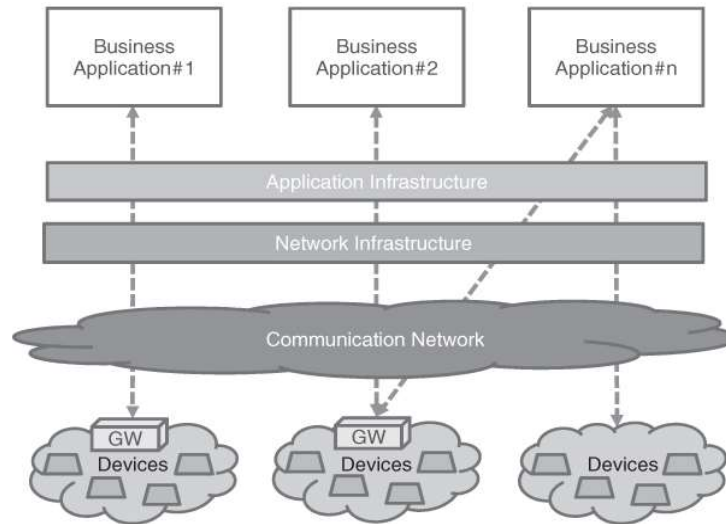 Business
Application#1
Business
Application#2
Business
Application#n
Application Infrastructure
Network Infrastructure
Communication Network
GW
Devices
GW
Devices
Devices